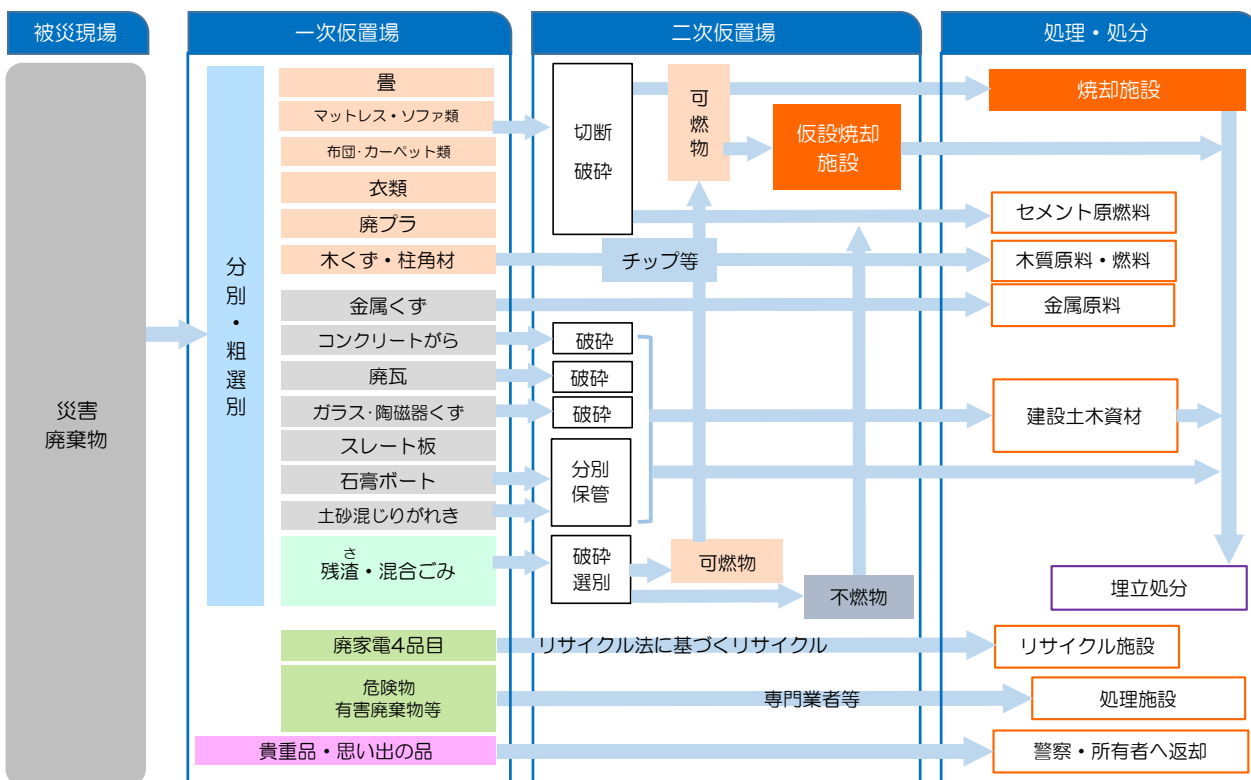 被災現場
一次仮置場
二次仮置場
処理・処分
災害
廃棄物
分別・粗選別
畳
マットレス・ソファ類
布団・カーペット類
衣類
廃プラ
木くず・柱角材
金属くず
コンクリートがら
廃瓦
ガラス・陶磁器くず
スレート板
石膏ボート
土砂混じりがれき
さ
残渣・混合ごみ
廃家電4品目
危険物
有害廃棄物等
貴重品・思い出の品
切断
破砕
可燃物
仮設焼却
施設
チップ等
破砕
破砕
破砕
分別
保管
破砕
選別
可燃物
不燃物
リサイクル法に基づくリサイクル
専門業者等
焼却施設
セメント原燃料
木質原料・燃料
金属原料
建設土木資材
埋立処分
リサイクル施設
処理施設
警察・所有者へ返却